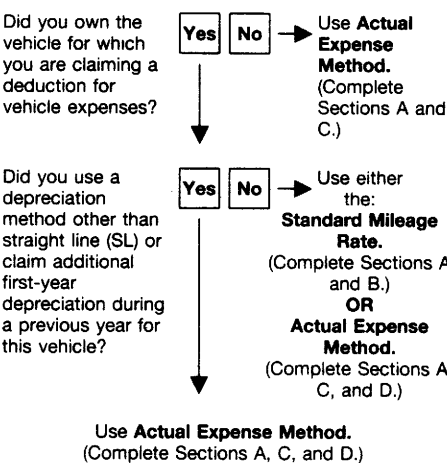 Did you own the
vehicle for which
you are claiming a
deduction for
vehicle expenses?
Yes No
Use Actual
Expense
Method.
(Complete
Sections A and
C.)
Did you use a
depreciation
method other than
straight line (SL) or
claim additional
first-year
depreciation during
a previous year for
this vehicle?
Yes No
Use either
the:
Standard Mileage
Rate.
(Complete Sections A
and B.)
OR
Actual Expense
Method.
(Complete Sections A
C, and D.)
Use Actual Expense Method.
(Complete Sections A, C, and D.)